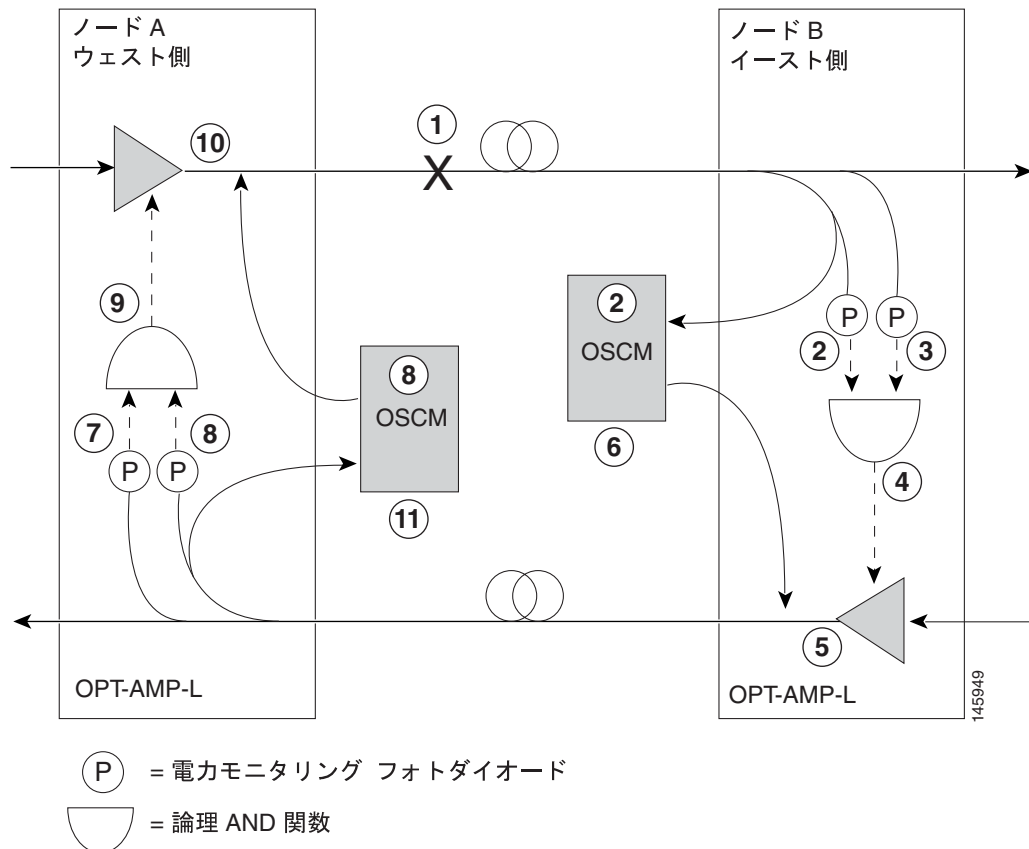 ノード A
ウェスト側
ノード B
イースト側
1
10
2
OSCM
P
P
2
3
9
8
OSCM
7
8
P
P
6
4
11
5
OPT-AMP-L
OPT-AMP-L
145949
P = 電力モニタリング フォトダイオード
= 論理 AND 関数